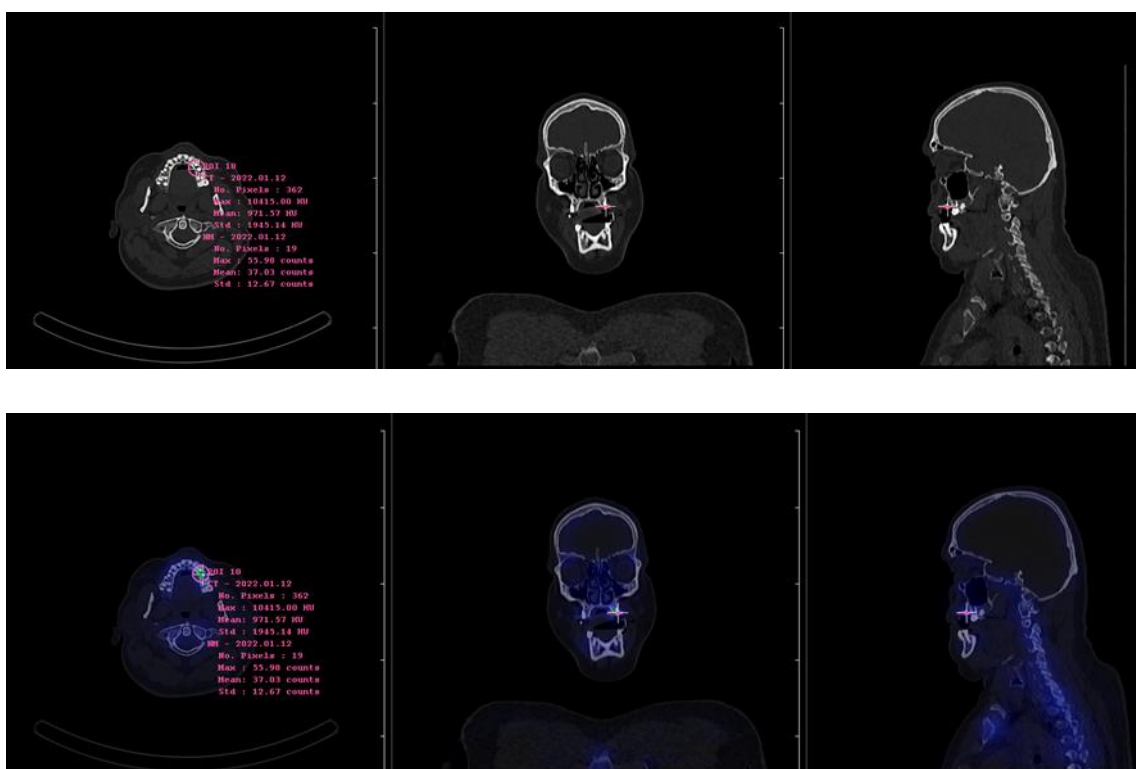 ROI 10
CT - 2022.01.12
No. Pixels : 362
Max : 10415.00 HU
Mean: 971.57 HU
Std : 1945.14 HU
NM - 2022.01.12
No. Pixels : 19
Max : 55.98 counts
Mean: 37.03 counts
Std : 12.67 counts
ROI 10
CT - 2022.01.12
No. Pixels : 362
Max : 10415.00 HU
Mean: 971.57 HU
Std : 1945.14 HU
NM - 2022.01.12
No. Pixels : 19
Max : 55.98 counts
Mean: 37.03 counts
Std : 12.67 counts